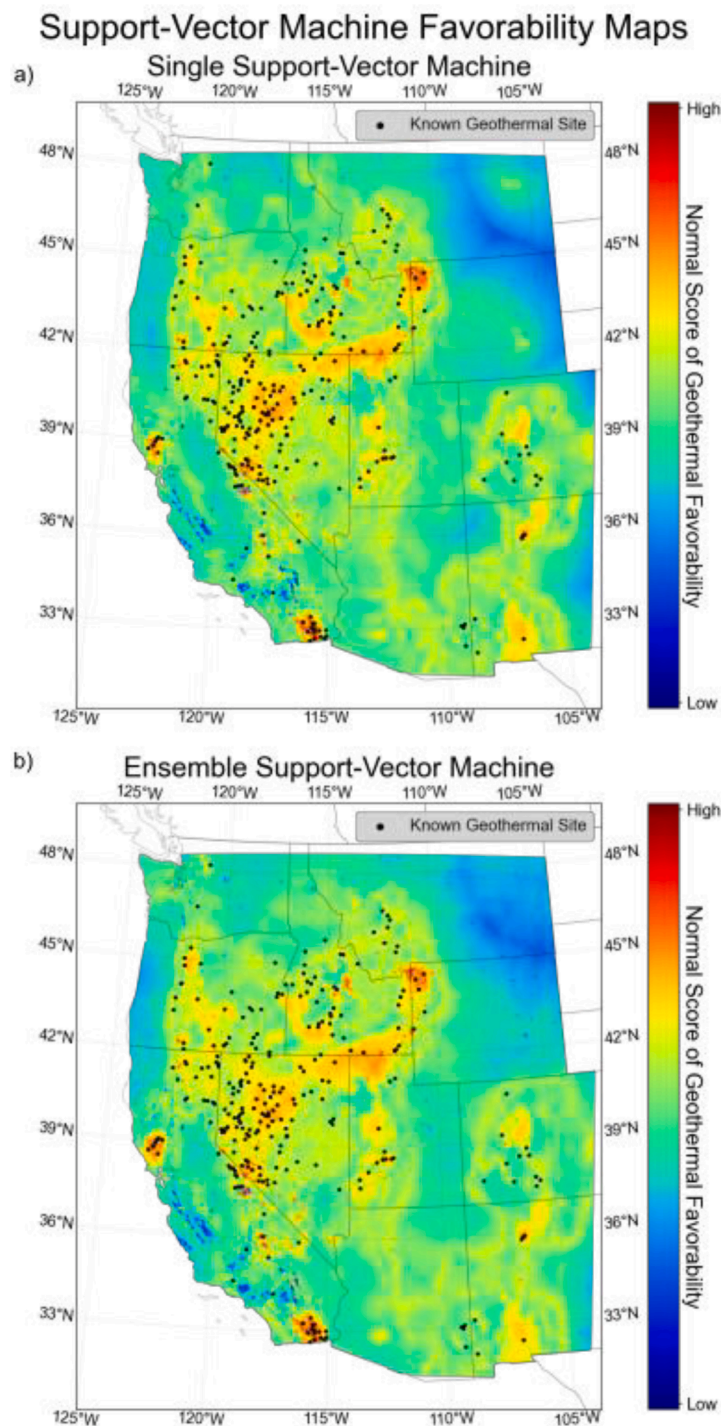 Support-Vector Machine Favorability Maps
a)
Single Support-Vector Machine
125°W 120°W 115°W 110°W 105°W
Known Geothermal Site
High
48°N 48°N
45°N 45°N
42°N 42°N
39°N 39°N
36°N 36°N
33°N 33°N
Normal Score of Geothermal Favorability
Low
125°W 120°W 115°W 110°W 105°W
b)
Ensemble Support-Vector Machine
125°W 120°W 115°W 110°W 105°W
Known Geothermal Site
High
48°N 48°N
45°N 45°N
42°N 42°N
39°N 39°N
36°N 36°N
33°N 33°N
Normal Score of Geothermal Favorability
Low
125°W 120°W 115°W 110°W 105°W